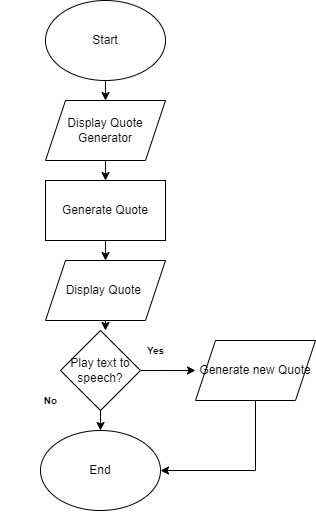 Start
Display Quote
Generator
Generate Quote
Display Quote
Play text to
speech?
Yes
Generate new Quote
No
End